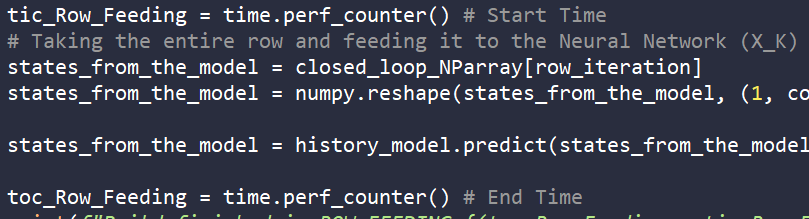 tic_Row_Feeding = time.perf_counter() # Start Time
# Taking the entire row and feeding it to the Neural Network (X_K)
states_from_the_model = closed_loop_NParray[row_iteration]
states_from_the_model = numpy.reshape(states_from_the_model, (1, co
states_from_the_model = history_model.predict(states_from_the_model
toc_Row_Feeding = time.perf_counter() # End Time